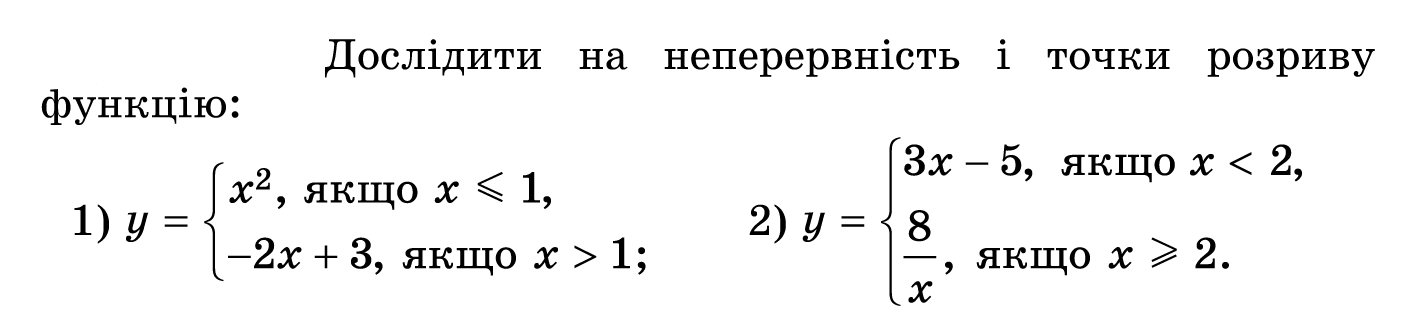 Дослідити на неперервність і точки розриву
функцію:
1) y = { x², якщо x ⩽ 1,
−2x + 3, якщо x > 1;
2) y = { 3x − 5, якщо x < 2,
8/x, якщо x ⩾ 2.